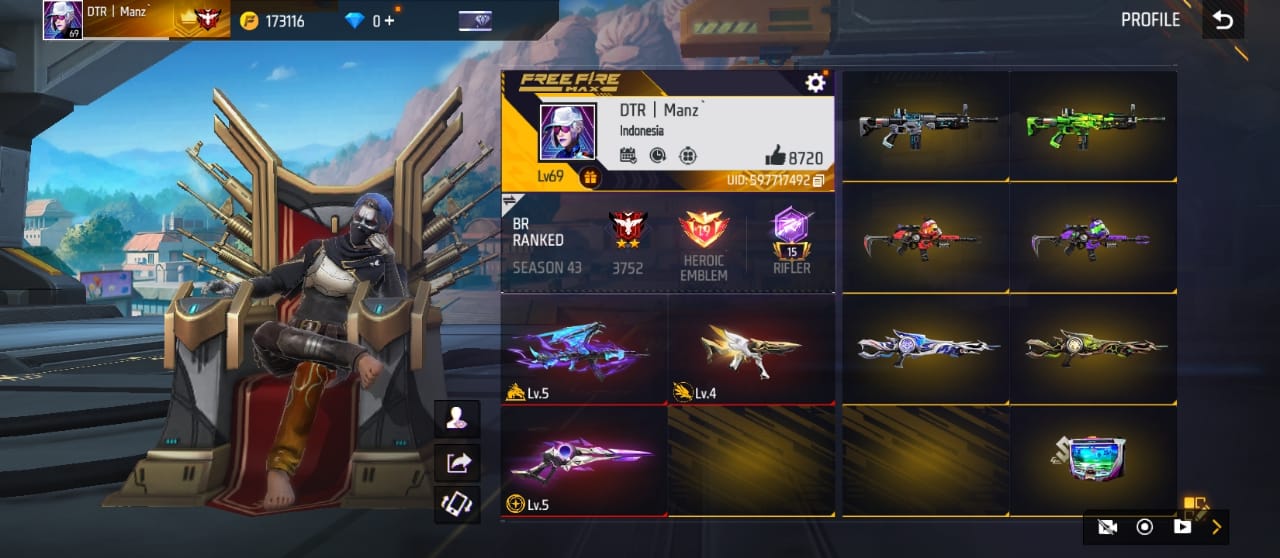 DTR | Manz`
69
173116
0 +
PROFILE
FREE FIRE
MAX
DTR | Manz`
Indonesia
8720
Lv69
UID: 597717492
BR
RANKED
SEASON 43
3752
19
HEROIC
EMBLEM
15
RIFLER
Lv.5
Lv.4
Lv.5